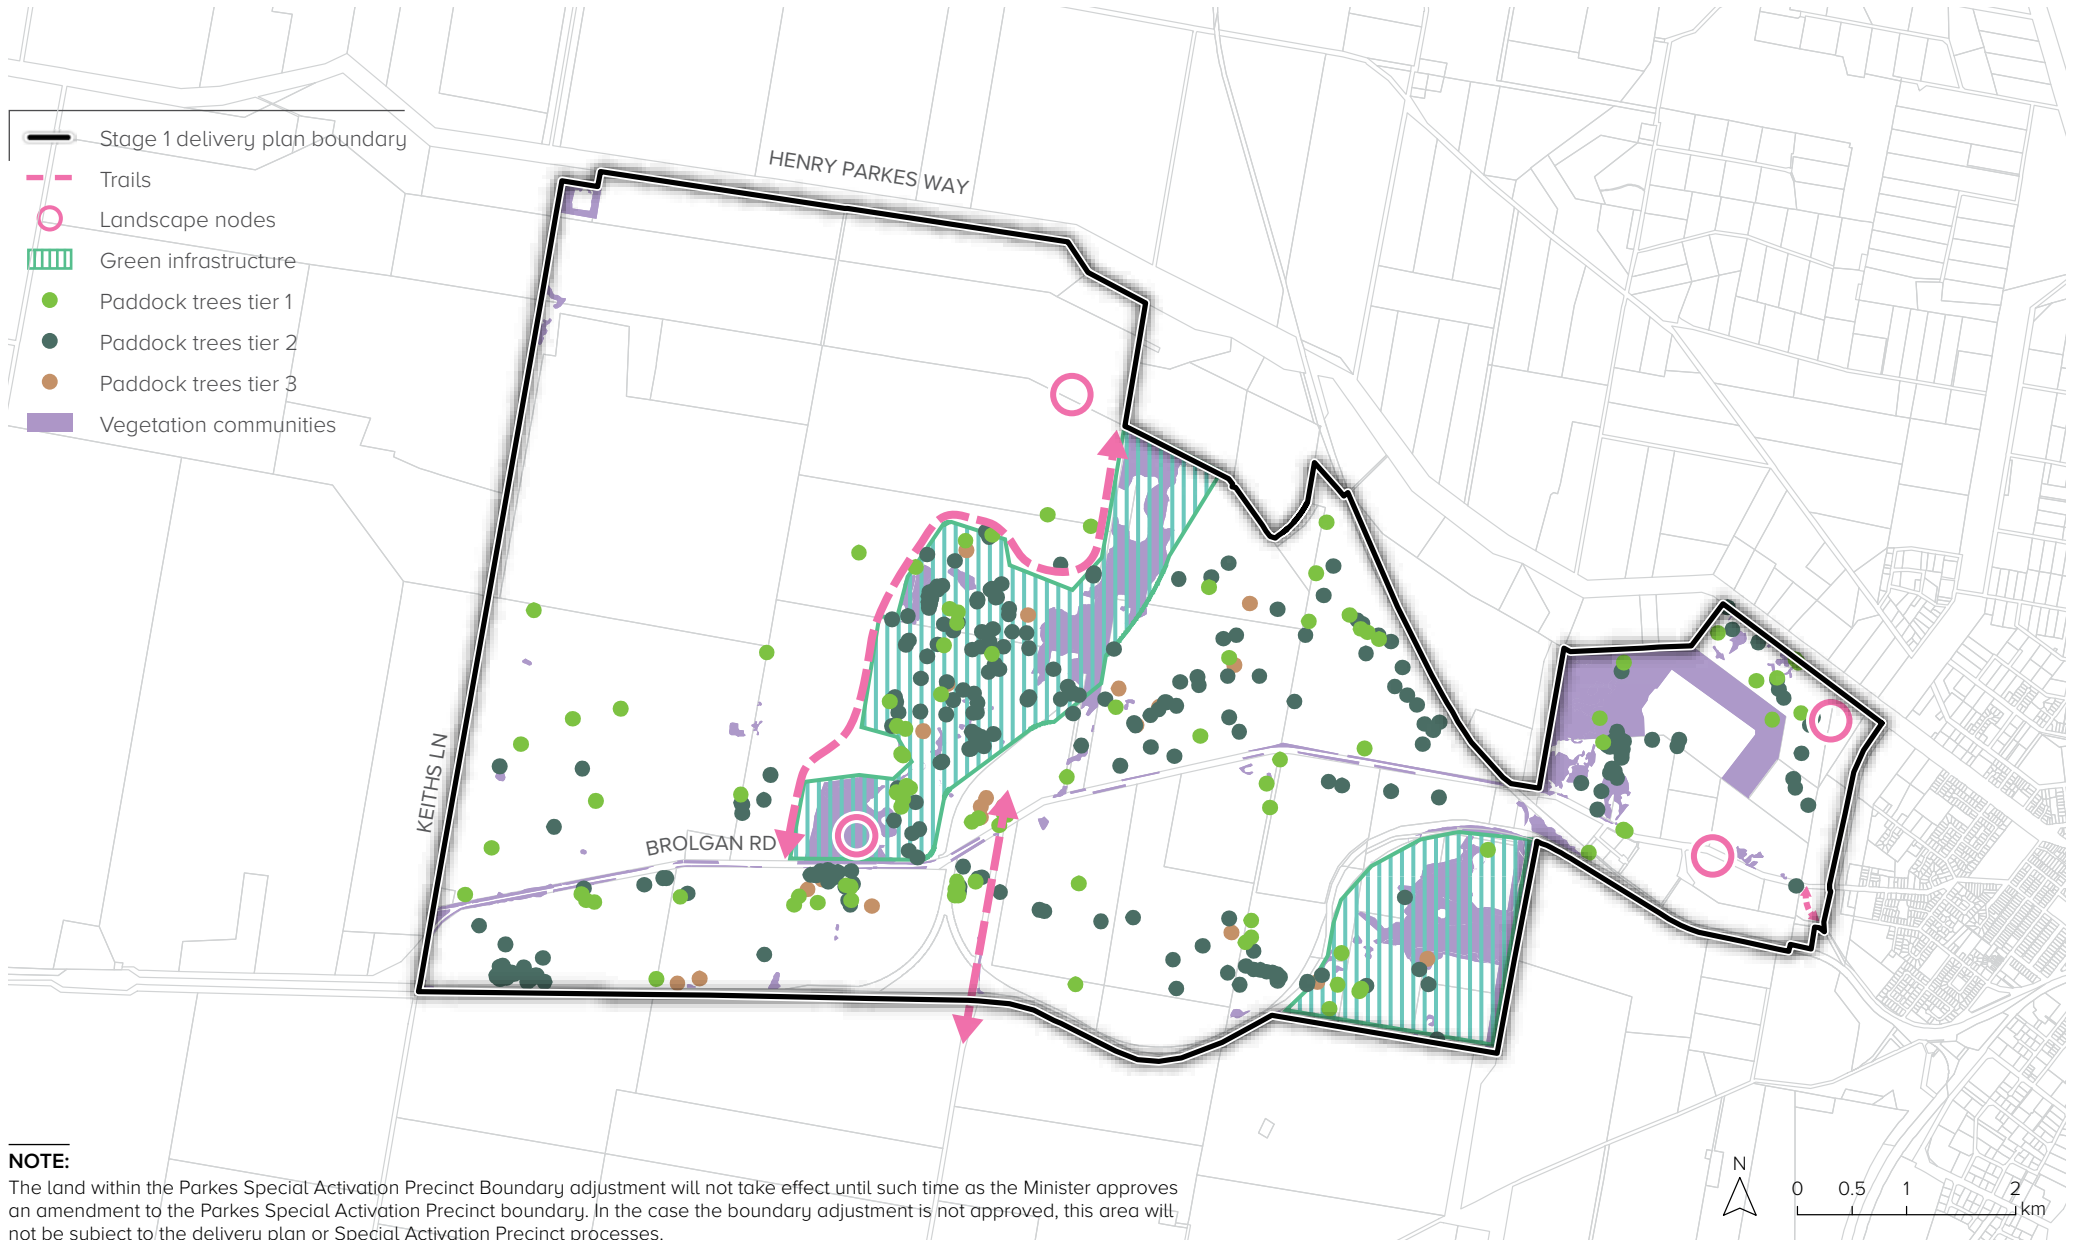 Stage 1 delivery plan boundary
Trails
Landscape nodes
Green infrastructure
Paddock trees tier 1
Paddock trees tier 2
Paddock trees tier 3
Vegetation communities
HENRY PARKES WAY
KEITHS LN
BROLGAN RD
NOTE:
The land within the Parkes Special Activation Precinct Boundary adjustment will not take effect until such time as the Minister approves
an amendment to the Parkes Special Activation Precinct boundary. In the case the boundary adjustment is not approved, this area will
not be subject to the delivery plan or Special Activation Precinct processes.
N
0 0.5 1 2
km